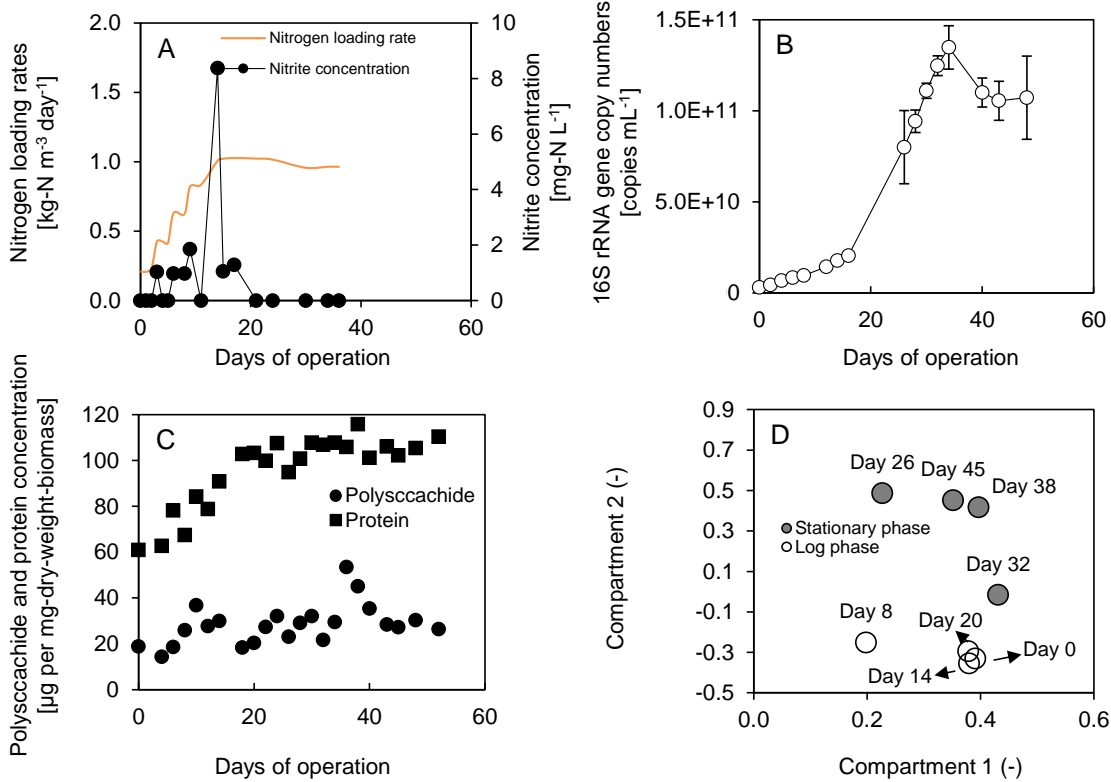 A
Nitrogen loading rate
Nitrite concentration
Nitrogen loading rates
[kg-N m⁻³ day⁻¹]
2.0
1.5
1.0
0.5
0.0
10
8
6
4
2
0
Nitrite concentration
[mg-N L⁻¹]
0 20 40 60
Days of operation
B
16S rRNA gene copy numbers
[copies mL⁻¹]
1.5E+11
1.0E+11
5.0E+10
0
0 20 40 60
Days of operation
C
Polysccachide and protein concentration
[µg per mg-dry-weight-biomass]
120
100
80
60
40
20
0
Polysccachide
Protein
0 20 40 60
Days of operation
D
Compartment 2 (-)
0.9
0.7
0.5
0.3
0.1
-0.1
-0.3
-0.5
Day 26
Day 45
Day 38
Stationary phase
Log phase
Day 32
Day 8
Day 20
Day 0
Day 14
0.0 0.2 0.4 0.6
Compartment 1 (-)